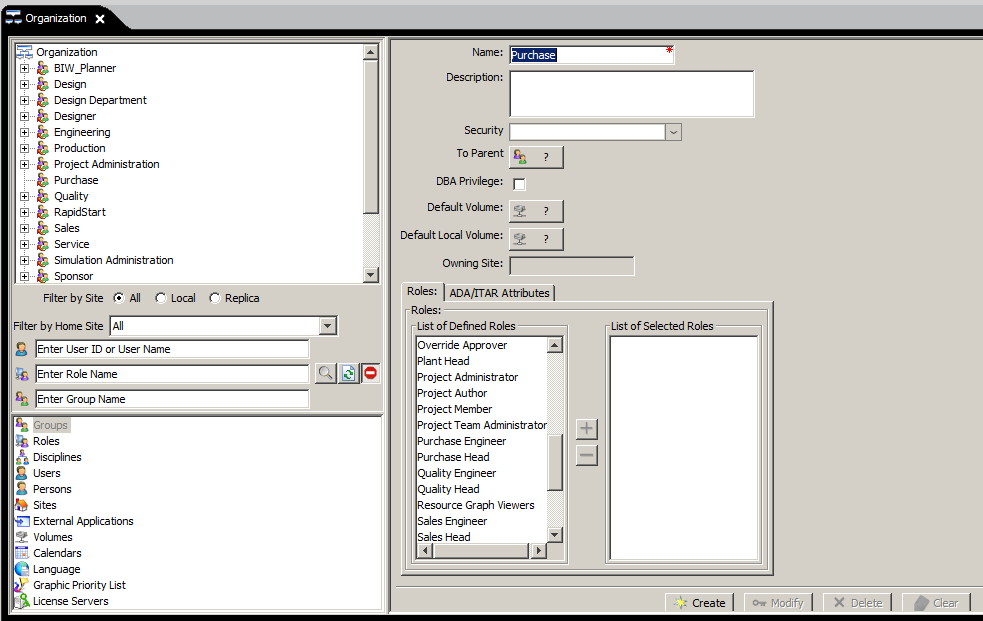 Organization
Organization
BIW_Planner
Design
Design Department
Designer
Engineering
Production
Project Administration
Purchase
Quality
RapidStart
Sales
Service
Simulation Administration
Sponsor
Filter by Site All Local Replica
Filter by Home Site All
Enter User ID or User Name
Enter Role Name
Enter Group Name
Groups
Roles
Disciplines
Users
Persons
Sites
External Applications
Volumes
Calendars
Language
Graphic Priority List
License Servers
Name: Purchase *
Description:
Security
To Parent ?
DBA Privilege:
Default Volume: ?
Default Local Volume: ?
Owning Site:
Roles: ADA/ITAR Attributes
Roles:
List of Defined Roles
Override Approver
Plant Head
Project Administrator
Project Author
Project Member
Project Team Administrator
Purchase Engineer
Purchase Head
Quality Engineer
Quality Head
Resource Graph Viewers
Sales Engineer
Sales Head
List of Selected Roles
Create Modify Delete Clear